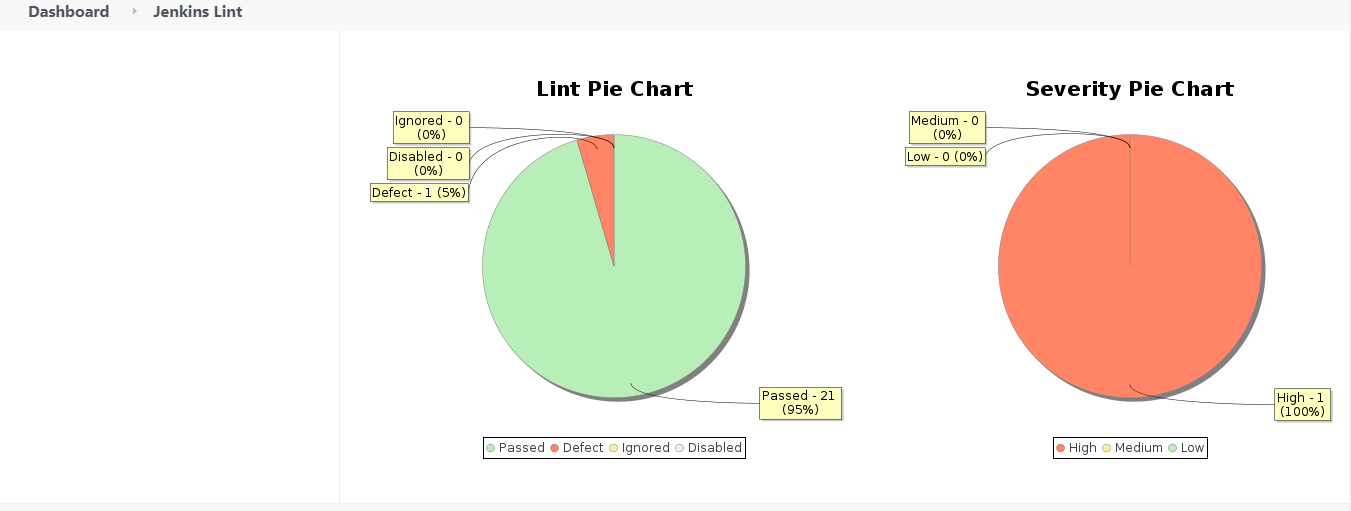 Dashboard
Jenkins Lint
Lint Pie Chart
Ignored - 0
(0%)
Disabled - 0
(0%)
Defect - 1 (5%)
Passed - 21
(95%)
Passed Defect Ignored Disabled
Severity Pie Chart
Medium - 0
(0%)
Low - 0 (0%)
High - 1
(100%)
High Medium Low